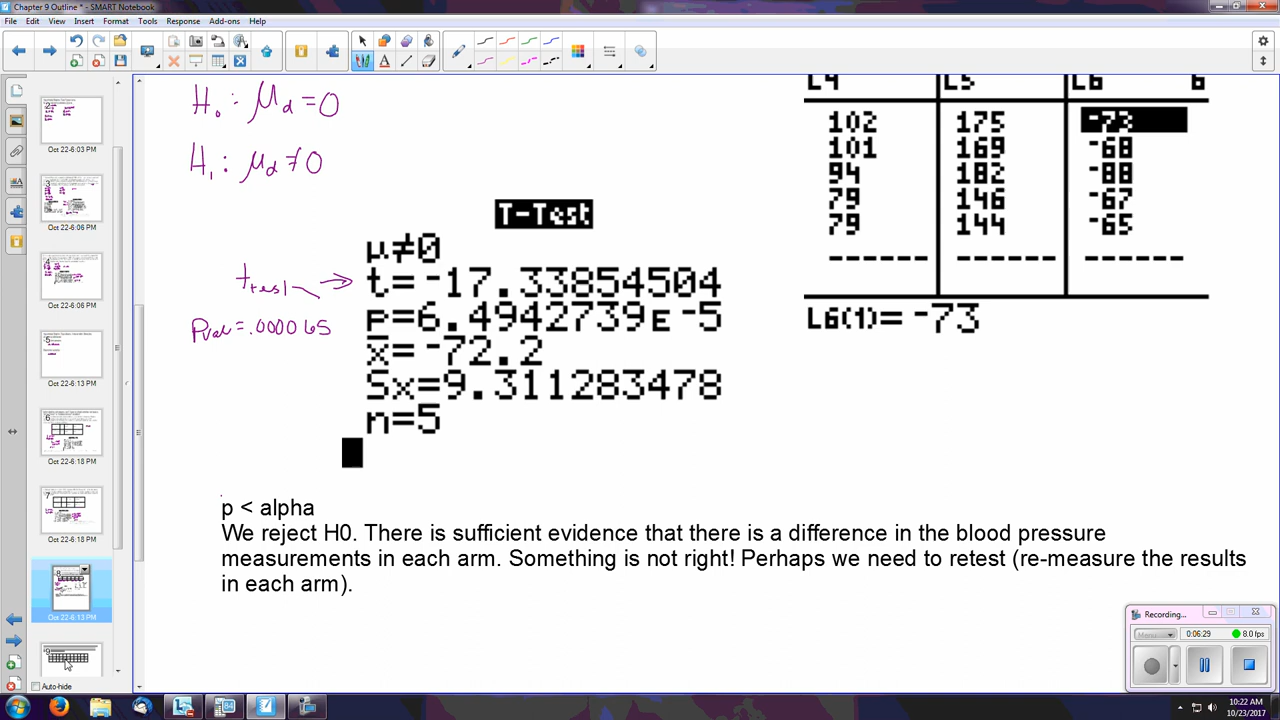 Chapter 9 Outline * - SMART Notebook
File Edit View Insert Format Tools Response Add-ons Help
H₀ : μd = 0
H₁ : μd ≠ 0
ttest →
Pval = .000065
T-Test
μ≠0
t=-17.33854504
p=6.4942739E-5
x̄=-72.2
Sx=9.311283478
n=5
L4 L5 L6 6
102 175 -73
101 169 -68
94 182 -88
79 146 -67
79 144 -65
------ ------ ------
L6(1)=-73
p < alpha
We reject H0. There is sufficient evidence that there is a difference in the blood pressure
measurements in each arm. Something is not right! Perhaps we need to retest (re-measure the results
in each arm).
Oct 22-6:03 PM
Oct 22-6:06 PM
Oct 22-6:06 PM
Oct 22-6:13 PM
Oct 22-6:18 PM
Oct 22-6:18 PM
Oct 22-6:13 PM
Auto-hide
Recording...
Menu
0:06:29 8.0 fps
10:22 AM
10/23/2017